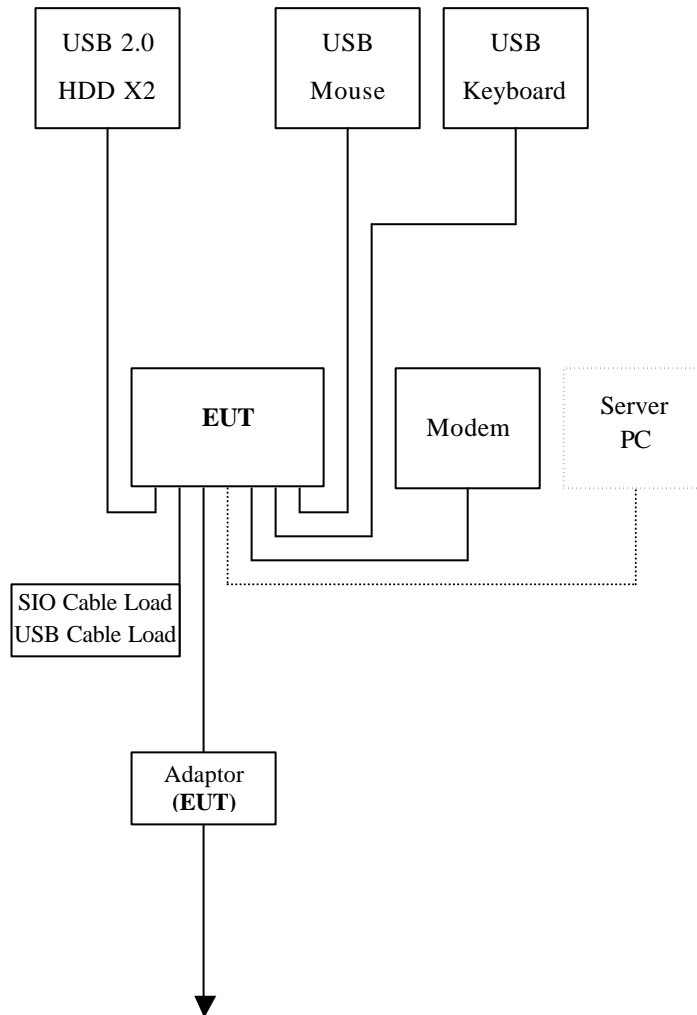 USB 2.0
HDD X2
USB
Mouse
USB
Keyboard
EUT
Modem
Server
PC
SIO Cable Load
USB Cable Load
Adaptor
(EUT)